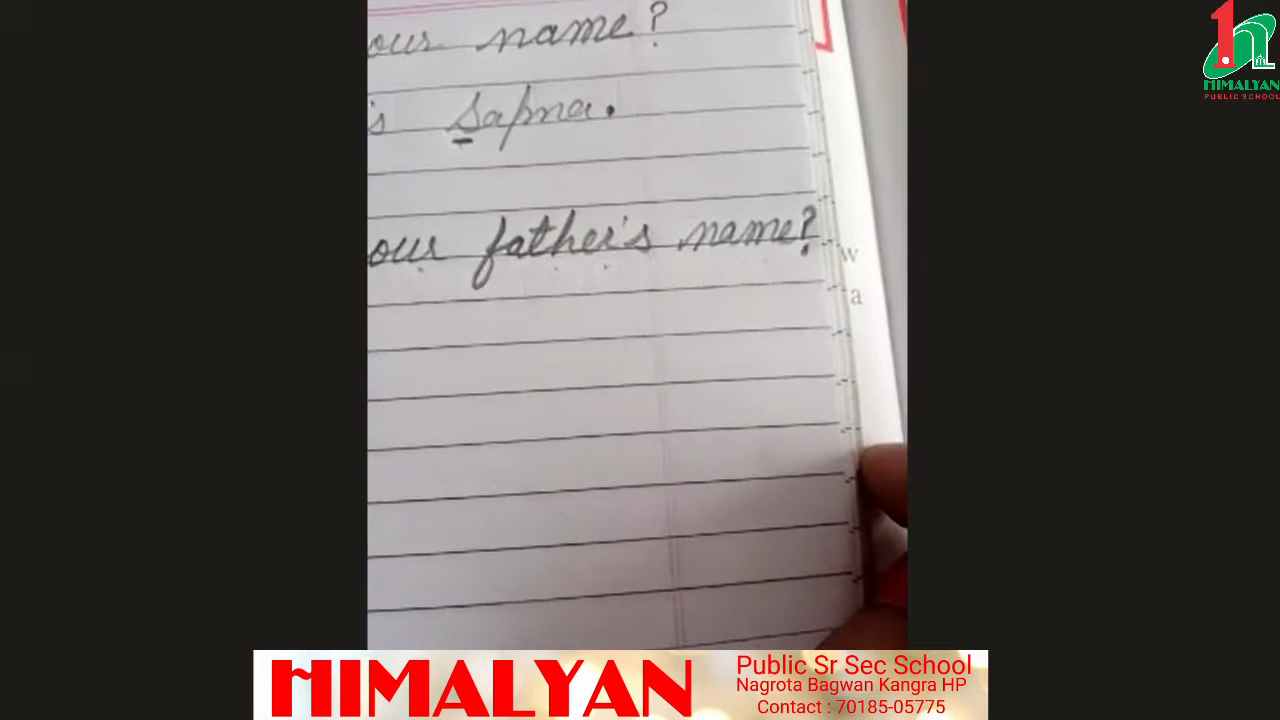 our name?
's Sapna.
our father's name?
w
a
HIMALYAN
PUBLIC SCHOOL
HIMALYAN
Public Sr Sec School
Nagrota Bagwan Kangra HP
Contact : 70185-05775